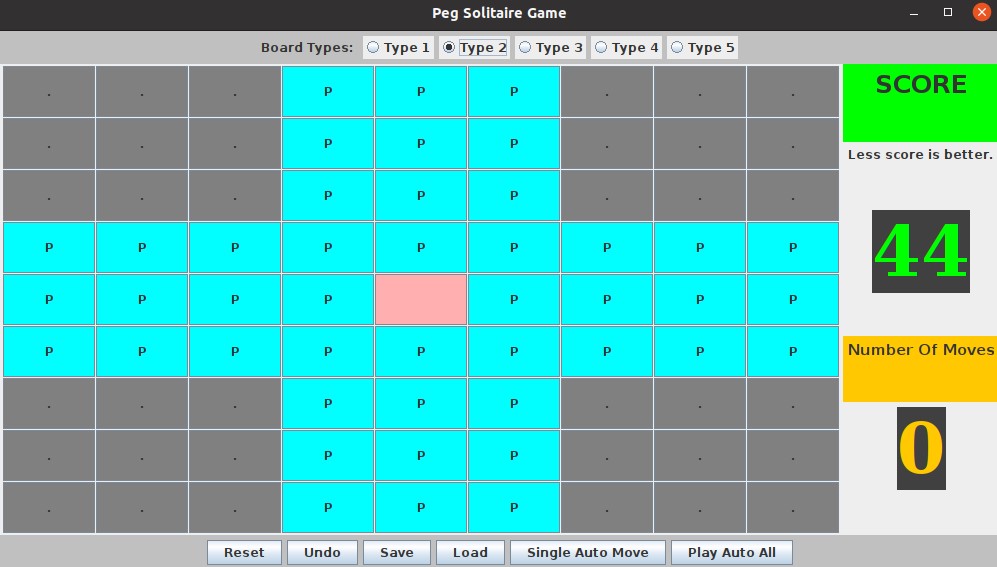 Peg Solitaire Game
Board Types: Type 1 Type 2 Type 3 Type 4 Type 5
. . . P P P . . .
. . . P P P . . .
. . . P P P . . .
P P P P P P P P P
P P P P P P P P
P P P P P P P P P
. . . P P P . . .
. . . P P P . . .
. . . P P P . . .
SCORE
Less score is better.
44
Number Of Moves
0
Reset Undo Save Load Single Auto Move Play Auto All